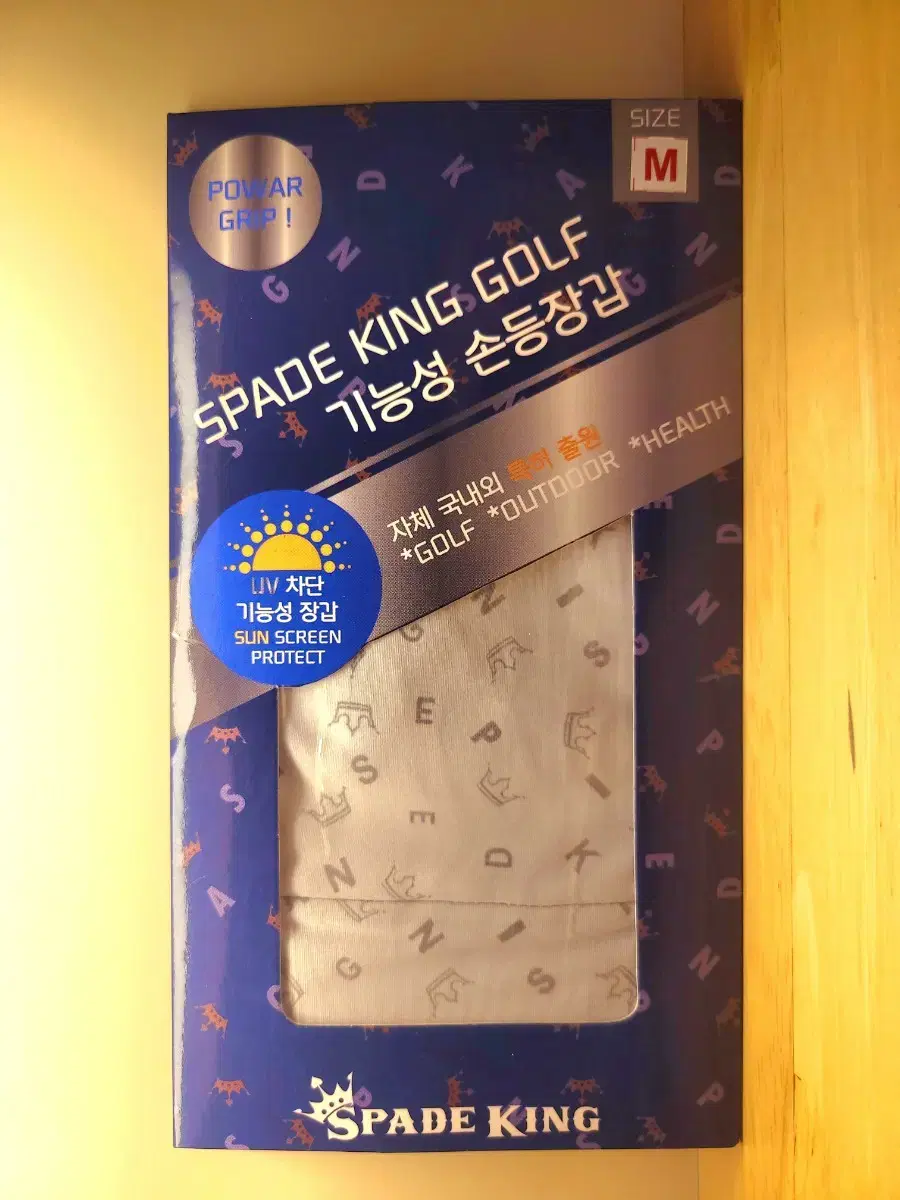 SIZE
M
POWAR
GRIP !
SPADE KING GOLF
기능성 손등장갑
자체 국내외 특허 출원
*GOLF *OUTDOOR *HEALTH
UV 차단
기능성 장갑
SUN SCREEN
PROTECT
SPADE KING